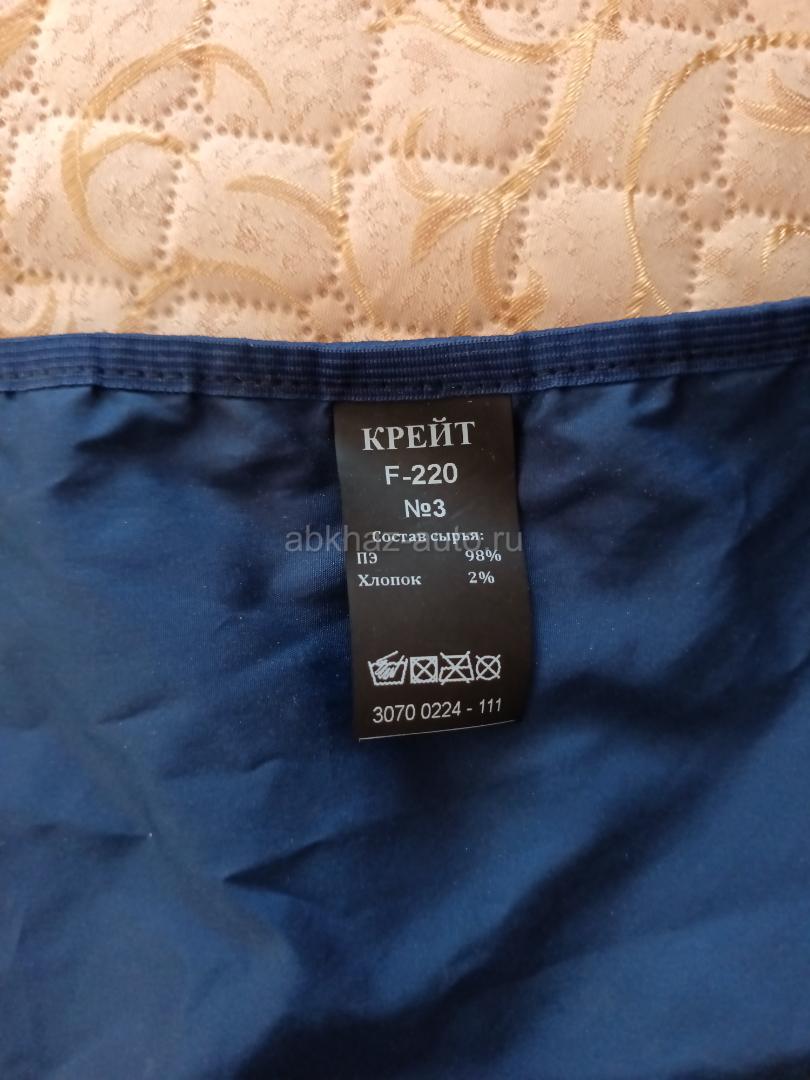 КРЕЙТ
F-220
№3
Состав сырья:
ПЭ 98%
Хлопок 2%
3070 0224 - 111
abkhaz-auto.ru